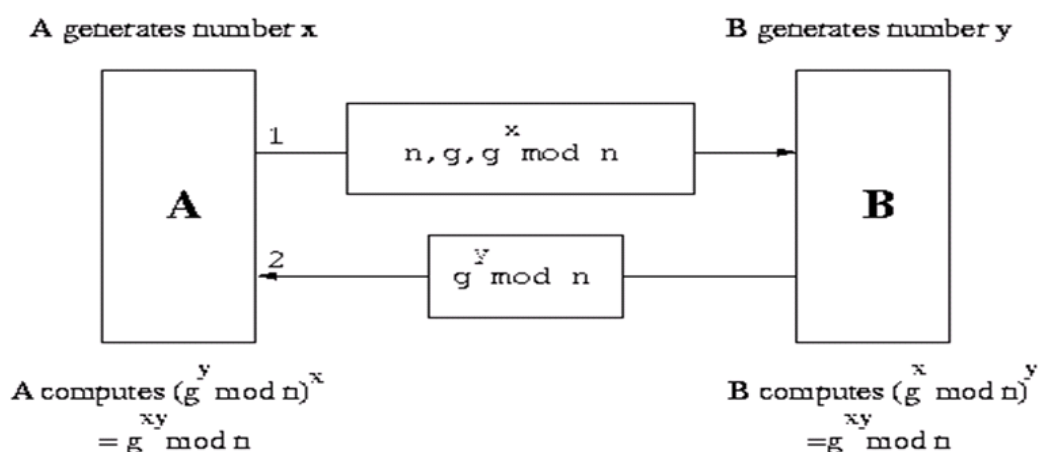 A generates number x
B generates number y
1
n,g,g^x mod n
A
B
2
g^y mod n
A computes (g^y mod n)^x
= g^xy mod n
B computes (g^x mod n)^y
=g^xy mod n